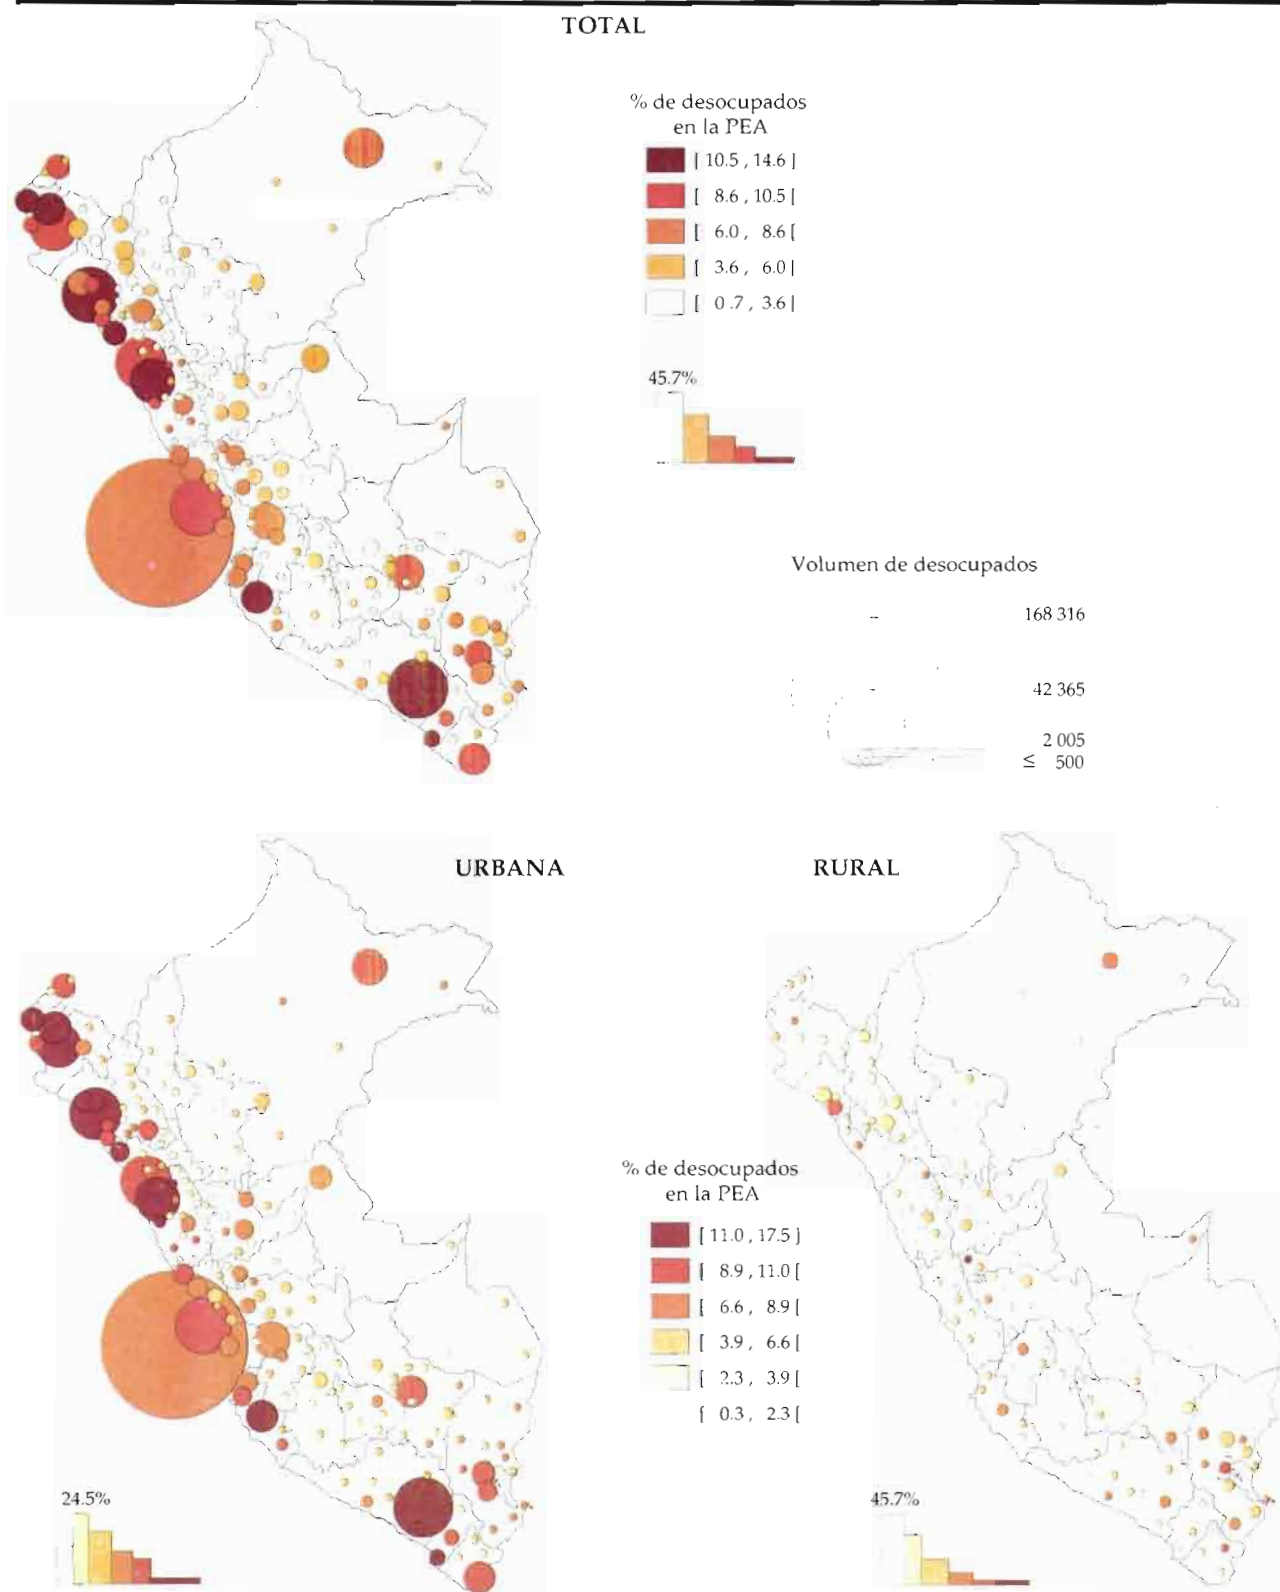 TOTAL
% de desocupados
en la PEA
[ 10.5 , 14.6 ]
[ 8.6 , 10.5 [
[ 6.0 , 8.6 [
[ 3.6 , 6.0 [
[ 0.7 , 3.6 [
45.7%
Volumen de desocupados
168 316
42 365
2 005
≤ 500
URBANA
RURAL
% de desocupados
en la PEA
[ 11.0 , 17.5 ]
[ 8.9 , 11.0 [
[ 6.6 , 8.9 [
[ 3.9 , 6.6 [
[ 2.3 , 3.9 [
[ 0.3 , 2.3 [
24.5%
45.7%